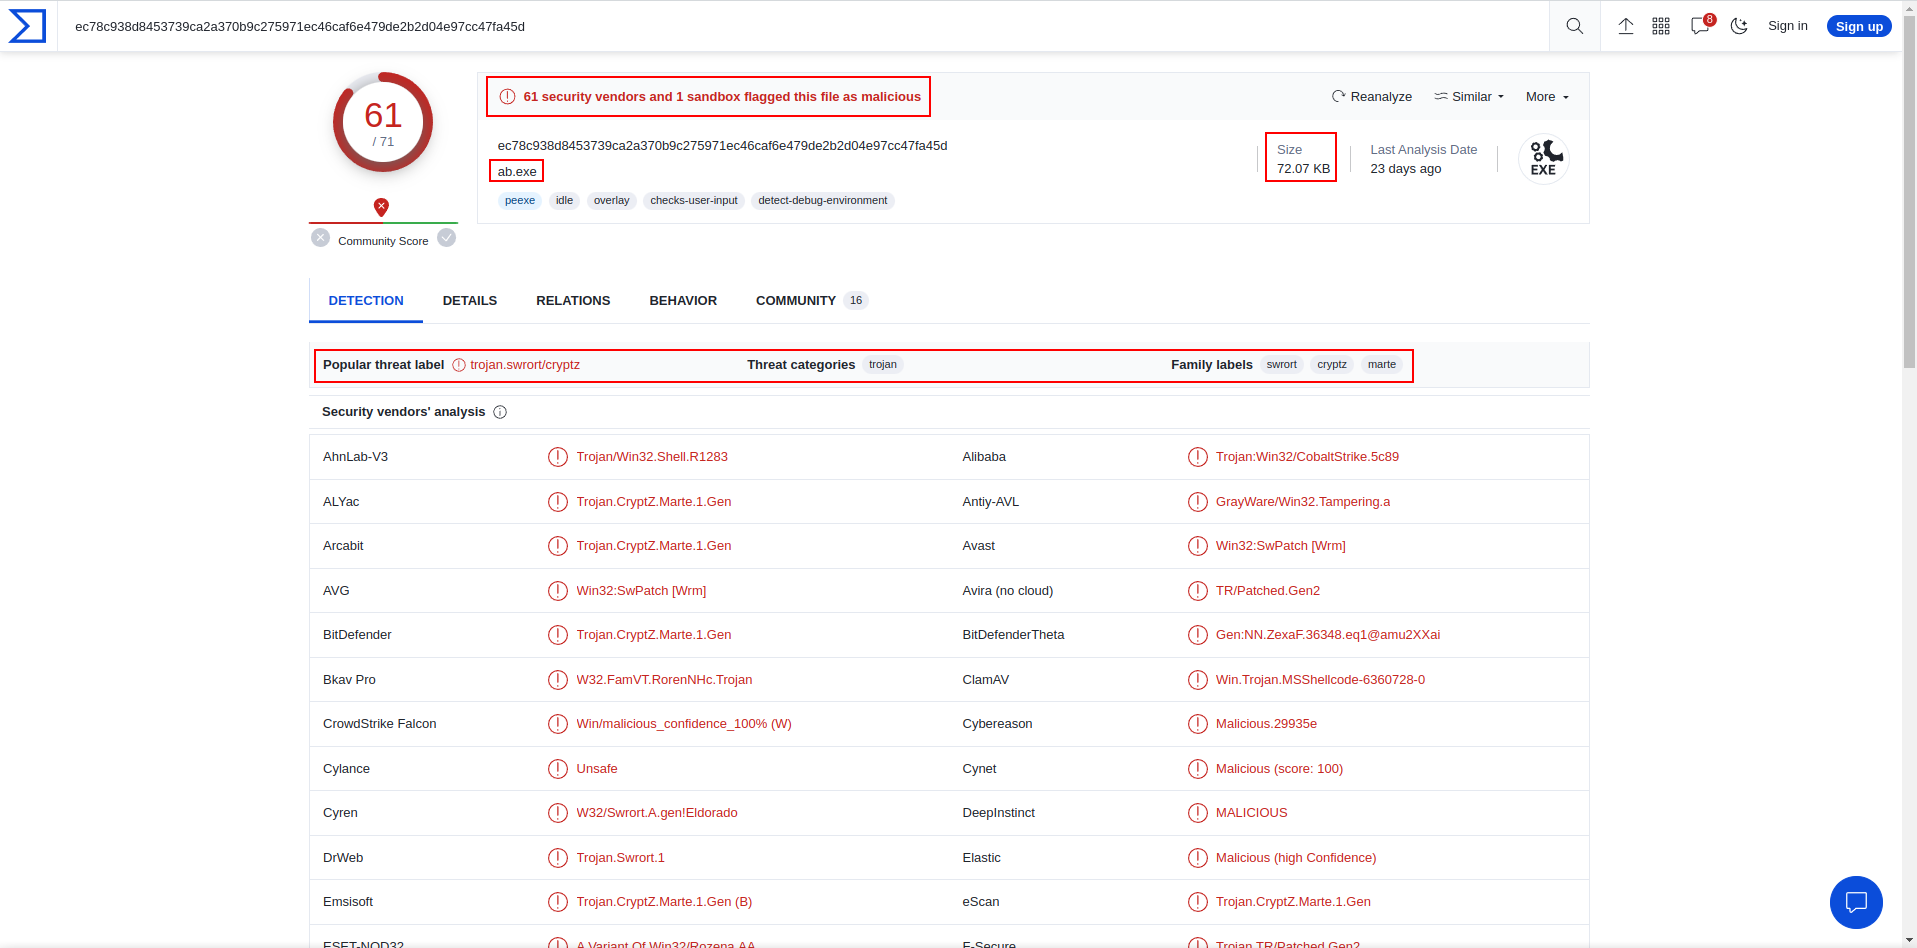 ec78c938d8453739ca2a370b9c275971ec46caf6e479de2b2d04e97cc47fa45d
8
Sign in
Sign up
61
/ 71
Community Score
61 security vendors and 1 sandbox flagged this file as malicious
Reanalyze
Similar
More
ec78c938d8453739ca2a370b9c275971ec46caf6e479de2b2d04e97cc47fa45d
ab.exe
peexe idle overlay checks-user-input detect-debug-environment
Size
72.07 KB
Last Analysis Date
23 days ago
EXE
DETECTION DETAILS RELATIONS BEHAVIOR COMMUNITY 16
Popular threat label trojan.swrort/cryptz Threat categories trojan Family labels swrort cryptz marte
Security vendors' analysis
AhnLab-V3 Trojan/Win32.Shell.R1283 Alibaba Trojan:Win32/CobaltStrike.5c89
ALYac Trojan.CryptZ.Marte.1.Gen Antiy-AVL GrayWare/Win32.Tampering.a
Arcabit Trojan.CryptZ.Marte.1.Gen Avast Win32:SwPatch [Wrm]
AVG Win32:SwPatch [Wrm] Avira (no cloud) TR/Patched.Gen2
BitDefender Trojan.CryptZ.Marte.1.Gen BitDefenderTheta Gen:NN.ZexaF.36348.eq1@amu2XXai
Bkav Pro W32.FamVT.RorenNHc.Trojan ClamAV Win.Trojan.MSShellcode-6360728-0
CrowdStrike Falcon Win/malicious_confidence_100% (W) Cybereason Malicious.29935e
Cylance Unsafe Cynet Malicious (score: 100)
Cyren W32/Swrort.A.gen!Eldorado DeepInstinct MALICIOUS
DrWeb Trojan.Swrort.1 Elastic Malicious (high Confidence)
Emsisoft Trojan.CryptZ.Marte.1.Gen (B) eScan Trojan.CryptZ.Marte.1.Gen
ESET-NOD32 A Variant Of Win32/Rozena.AA F-Secure Trojan.TR/Patched.Gen2